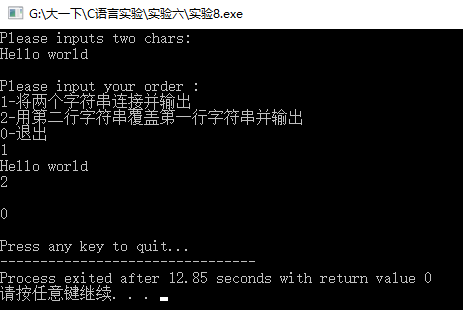 G:\大一下\C语言实验\实验六\实验8.exe
Please inputs two chars:
Hello world
Please input your order :
1-将两个字符串连接并输出
2-用第二行字符串覆盖第一行字符串并输出
0-退出
1
Hello world
2
0
Press any key to quit...
--------------------------------
Process exited after 12.85 seconds with return value 0
请按任意键继续. . .